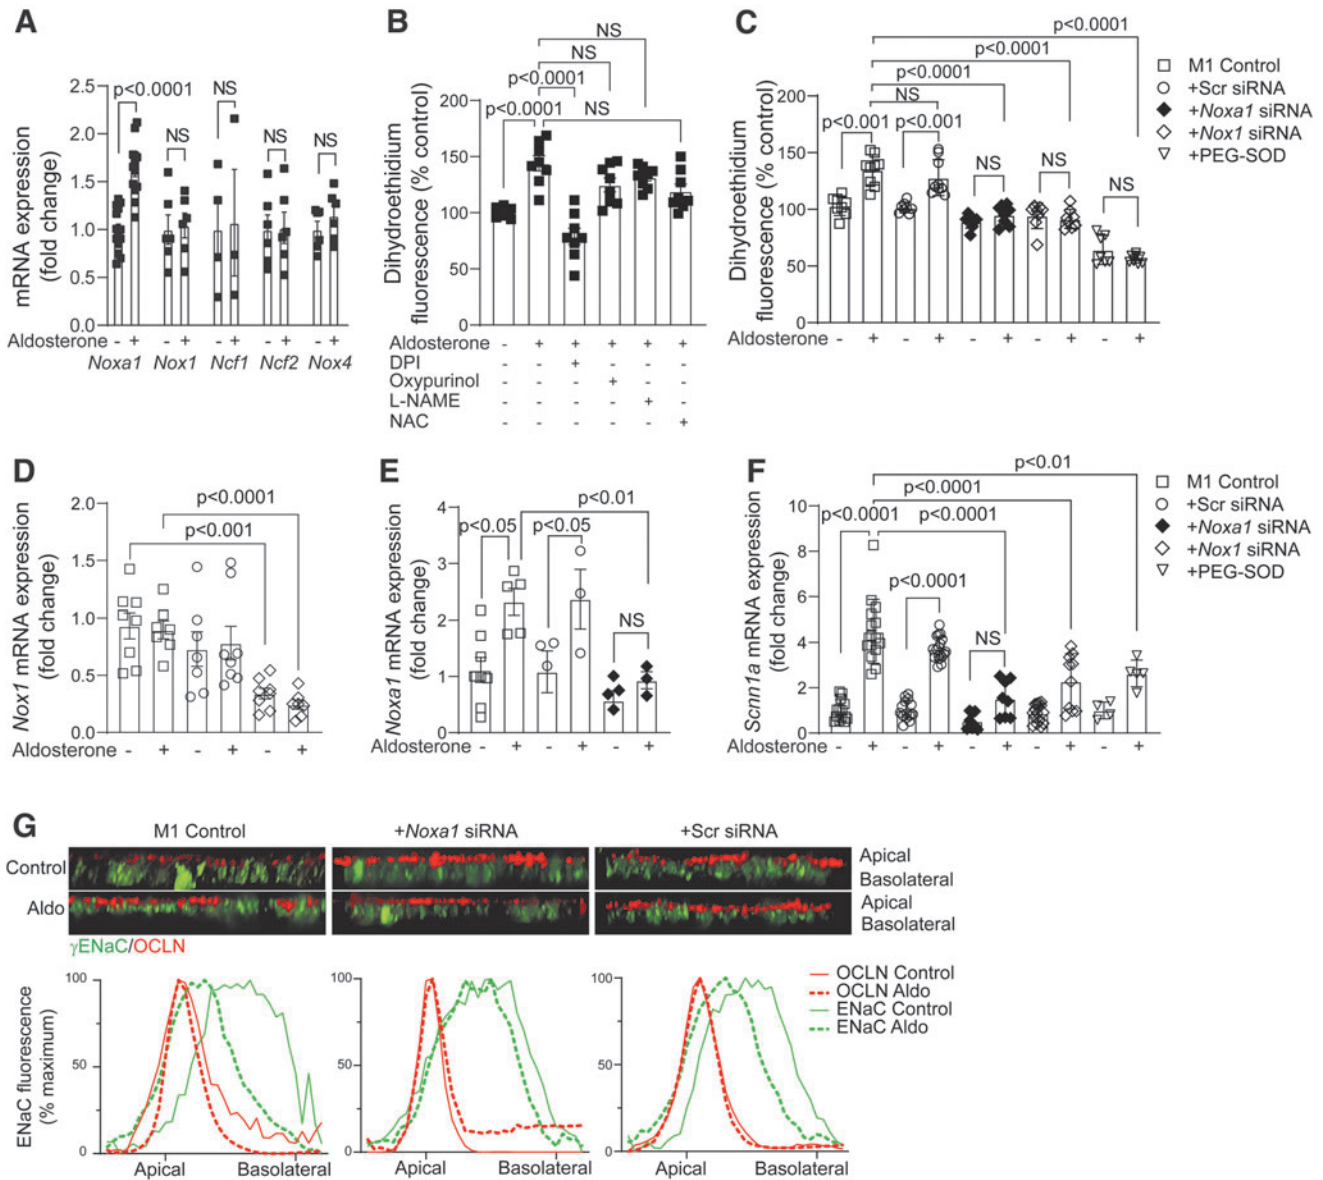 A
p<0.0001
NS
NS
NS
NS
mRNA expression
(fold change)
2.5
2.0
1.5
1.0
0.5
0.0
Aldosterone - + - + - + - + - +
Noxa1 Nox1 Ncf1 Ncf2 Nox4
B
NS
NS
p<0.0001
p<0.0001 NS
Dihydroethidium
fluorescence (% control)
200
150
100
50
0
Aldosterone - + + + + +
DPI - - + - - -
Oxypurinol - - - + - -
L-NAME - - - - + -
NAC - - - - - +
C
p<0.0001
p<0.0001
p<0.0001
NS
p<0.001 p<0.001
NS NS NS
Dihydroethidium
fluorescence (% control)
200
150
100
50
0
Aldosterone - + - + - + - + - +
M1 Control
+Scr siRNA
+Noxa1 siRNA
+Nox1 siRNA
+PEG-SOD
D
p<0.0001
p<0.001
Nox1 mRNA expression
(fold change)
2.0
1.5
1.0
0.5
0.0
Aldosterone - + - + - +
E
p<0.01
p<0.05 p<0.05
NS
Noxa1 mRNA expression
(fold change)
4
3
2
1
0
Aldosterone - + - + - +
F
p<0.01
p<0.0001
p<0.0001 p<0.0001
p<0.0001
NS
Scnn1a mRNA expression
(fold change)
10
8
6
4
2
0
Aldosterone - + - + - + - + - +
M1 Control
+Scr siRNA
+Noxa1 siRNA
+Nox1 siRNA
+PEG-SOD
G
M1 Control +Noxa1 siRNA +Scr siRNA
Control
Apical
Basolateral
Aldo
Apical
Basolateral
γENaC/OCLN
ENaC fluorescence
(% maximum)
100
50
0
Apical Basolateral
100
50
0
Apical Basolateral
100
50
0
Apical Basolateral
OCLN Control
OCLN Aldo
ENaC Control
ENaC Aldo